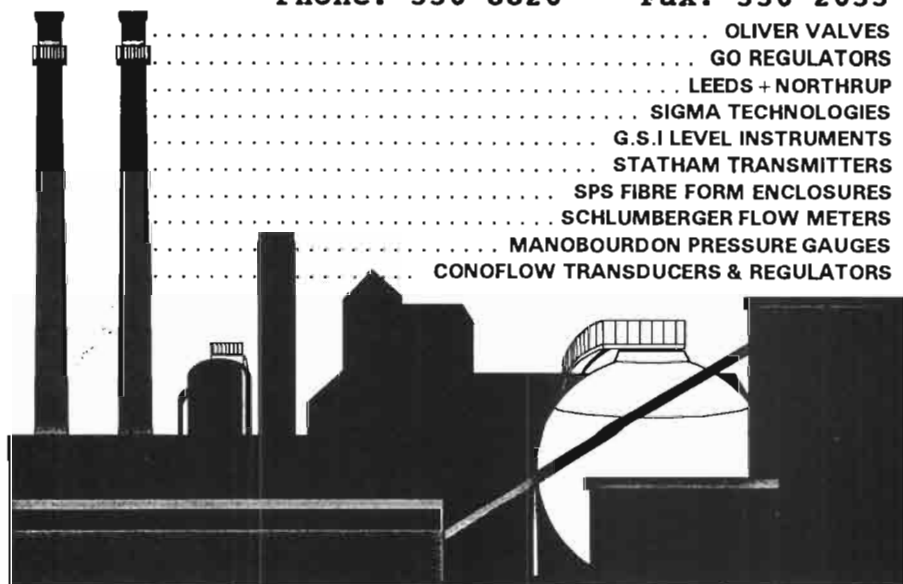 OLIVER VALVES
GO REGULATORS
LEEDS + NORTHRUP
SIGMA TECHNOLOGIES
G.S.I LEVEL INSTRUMENTS
STATHAM TRANSMITTERS
SPS FIBRE FORM ENCLOSURES
SCHLUMBERGER FLOW METERS
MANOBOURDON PRESSURE GAUGES
CONOFLOW TRANSDUCERS & REGULATORS